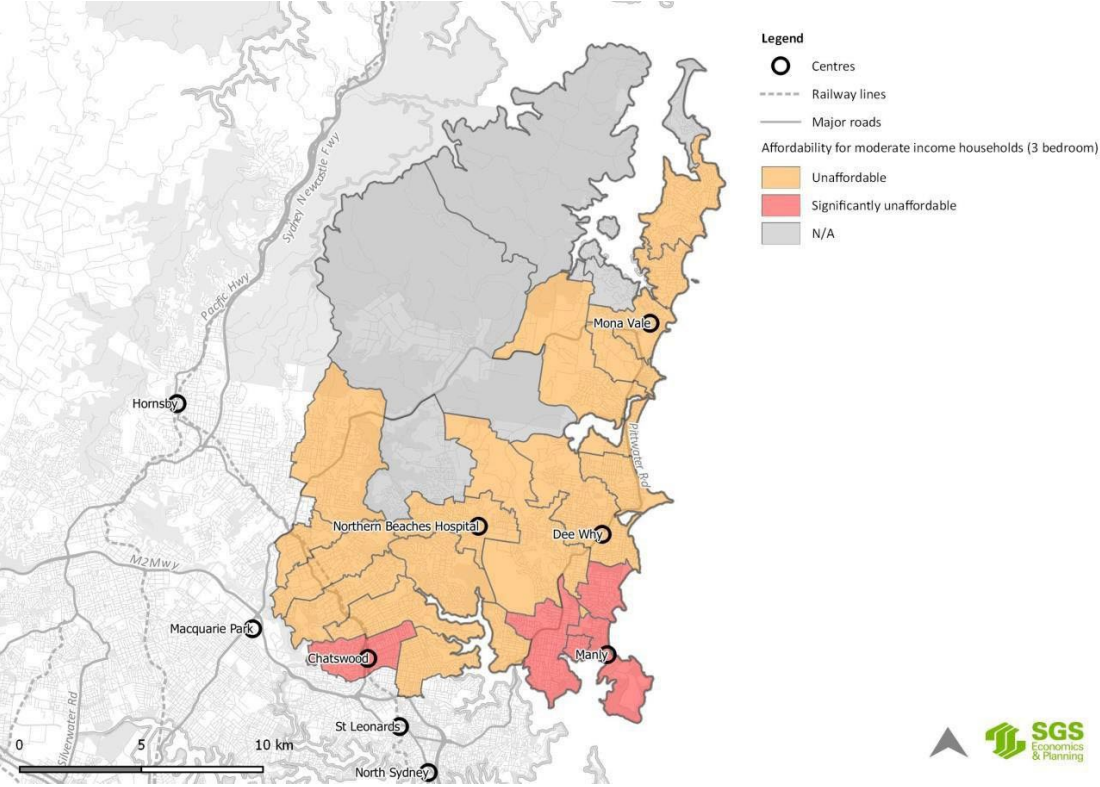 Legend
Centres
Railway lines
Major roads
Affordability for moderate income households (3 bedroom)
Unaffordable
Significantly unaffordable
N/A
Sydney Newcastle Fwy
Pacific Hwy
Mona Vale
Hornsby
Pittwater Rd
Northern Beaches Hospital
Dee Why
M2Mwy
Macquarie Park
Chatswood
Manly
Silverwater Rd
St Leonards
North Sydney
0 5 10 km
SGS
Economics
& Planning